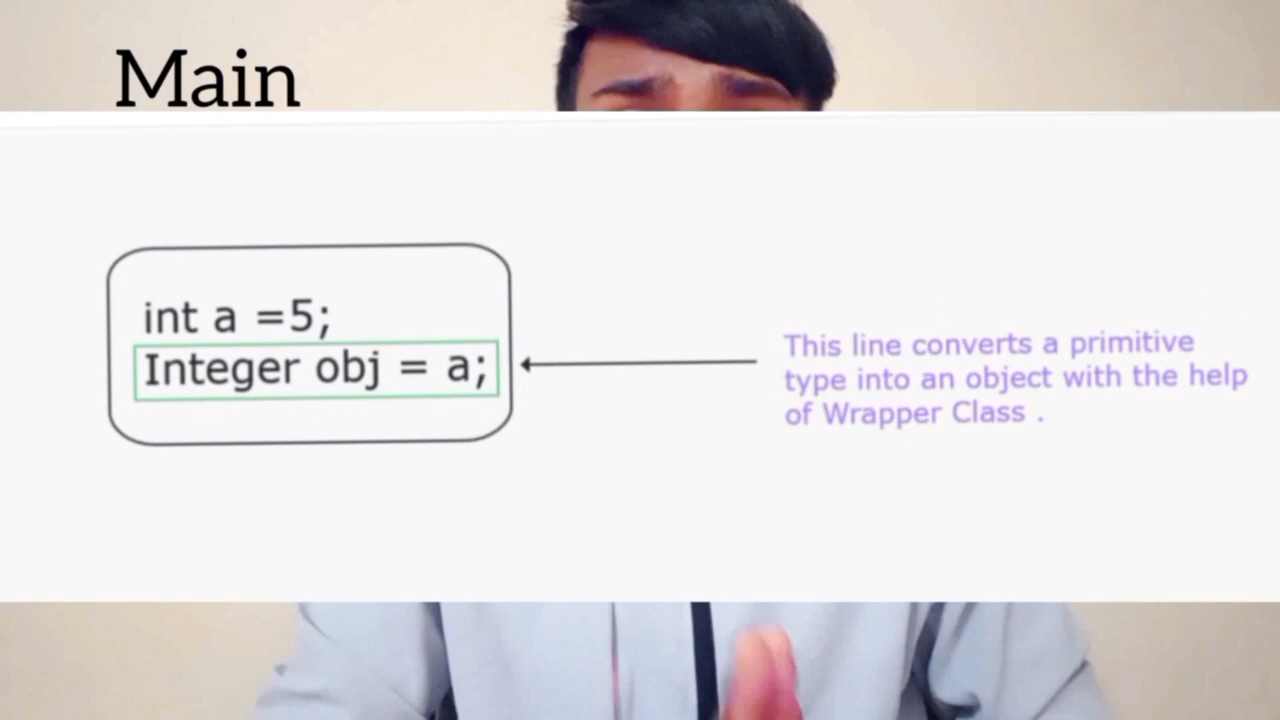 Main
int a =5;
Integer obj = a;
This line converts a primitive
type into an object with the help
of Wrapper Class .